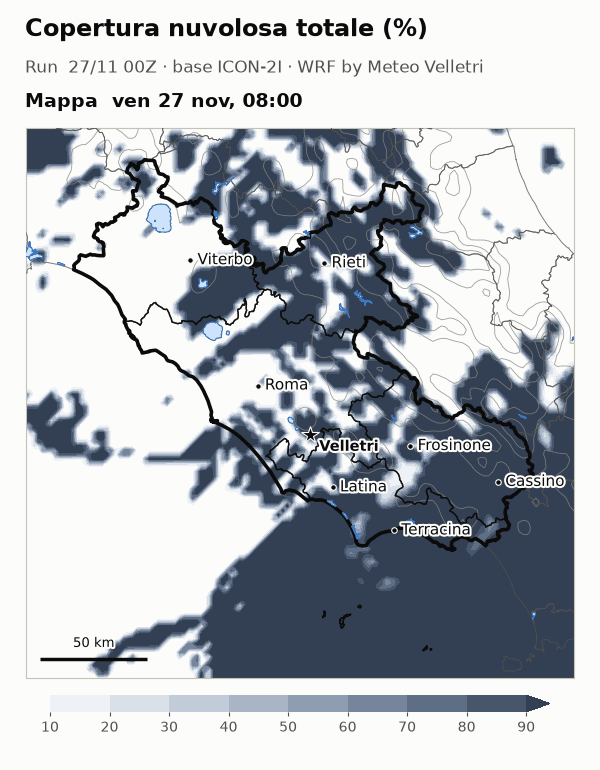 Copertura nuvolosa totale (%)
Run  27/11 00Z · base ICON-2I · WRF by Meteo Velletri
Mappa  ven 27 nov, 08:00
Viterbo
Rieti
Roma
Velletri
Frosinone
Cassino
Latina
Terracina
50 km
10 20 30 40 50 60 70 80 90